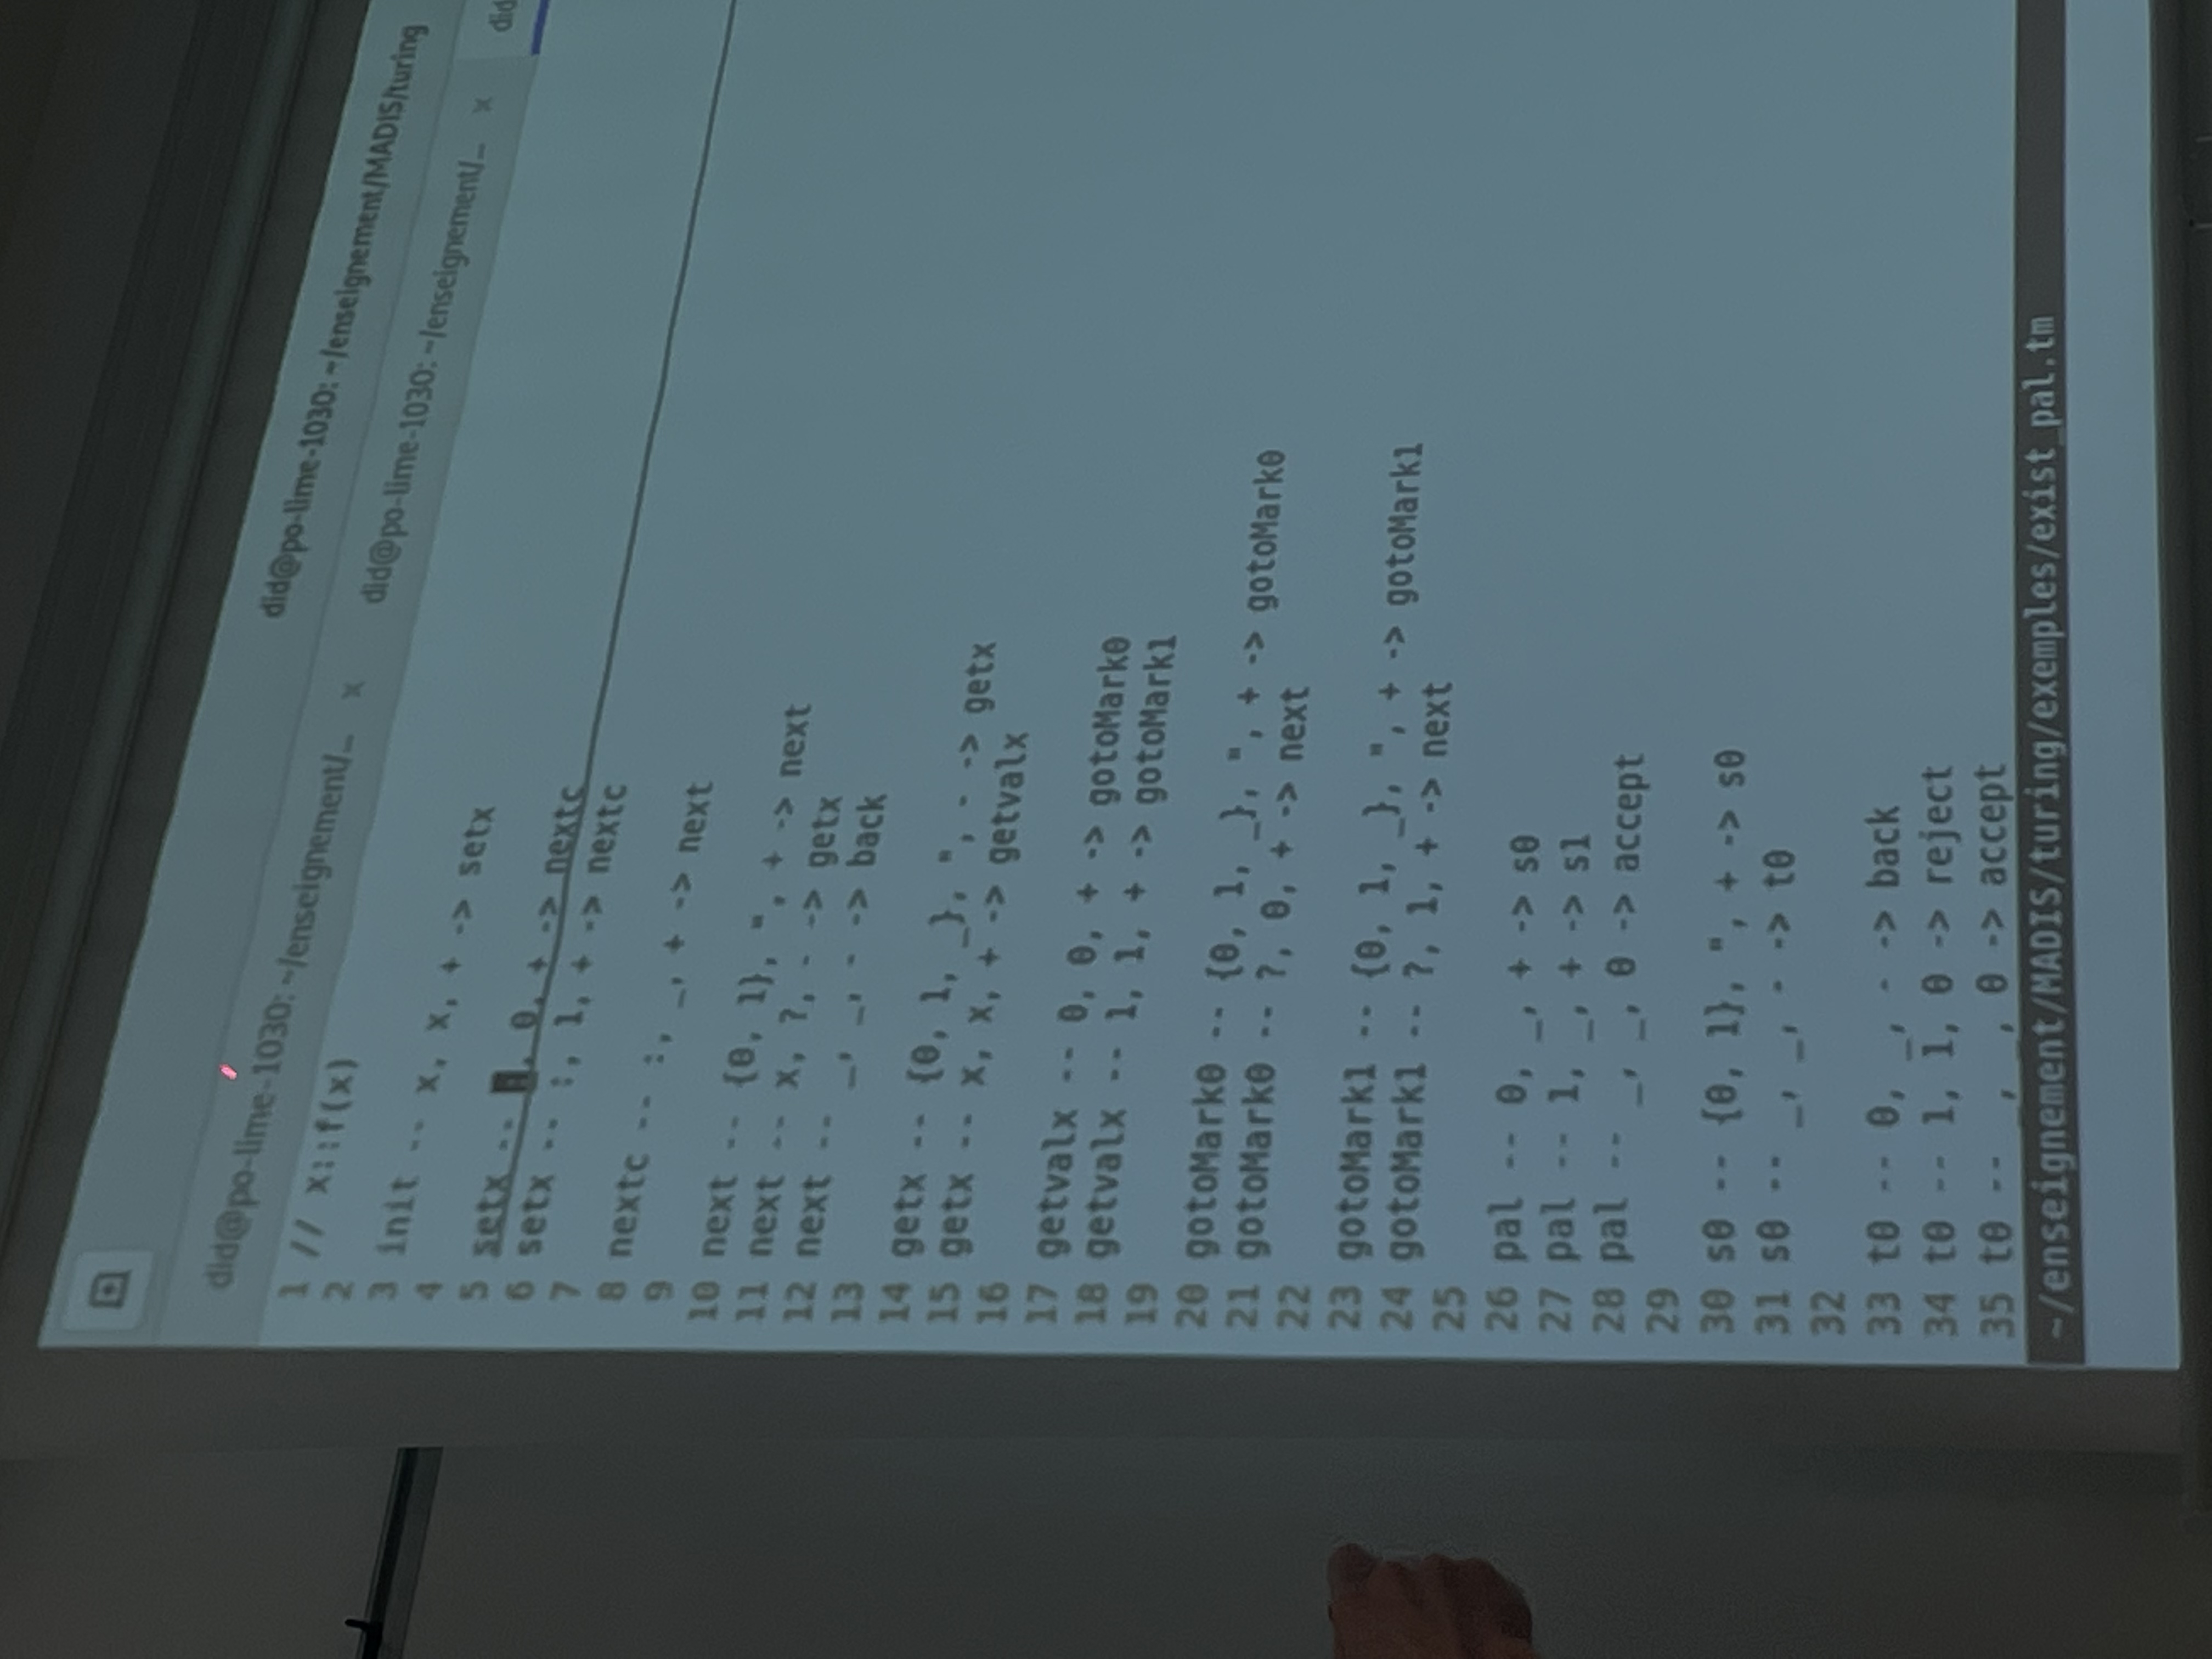 did@po-lime-1030: ~/enseignement/MADIS/turing
did@po-lime-1030: ~/enseignement/… ×
did@po-lime-1030: ~/enseignement/… ×
did
1 // x::f(x)
2
3 init -- x, x, + -> setx
4
5 setx -- , 0, + -> nextc
6 setx -- :, 1, + -> nextc
7
8 nextc -- :, _, + -> next
9
10 next -- {0, 1}, ", + -> next
11 next -- x, ?, - -> getx
12 next -- _, _, - -> back
13
14 getx -- {0, 1, _}, ", - -> getx
15 getx -- x, x, + -> getvalx
16
17 getvalx -- 0, 0, + -> gotoMark0
18 getvalx -- 1, 1, + -> gotoMark1
19
20 gotoMark0 -- {0, 1, _}, ", + -> gotoMark0
21 gotoMark0 -- ?, 0, + -> next
22
23 gotoMark1 -- {0, 1, _}, ", + -> gotoMark1
24 gotoMark1 -- ?, 1, + -> next
25
26 pal -- 0, _, + -> s0
27 pal -- 1, _, + -> s1
28 pal -- _, _, 0 -> accept
29
30 s0 -- {0, 1}, ", + -> s0
31 s0 -- _, _, - -> t0
32
33 t0 -- 0, _, - -> back
34 t0 -- 1, 1, 0 -> reject
35 t0 -- _, _, 0 -> accept
~/enseignement/MADIS/turing/exemples/exist_pal.tm